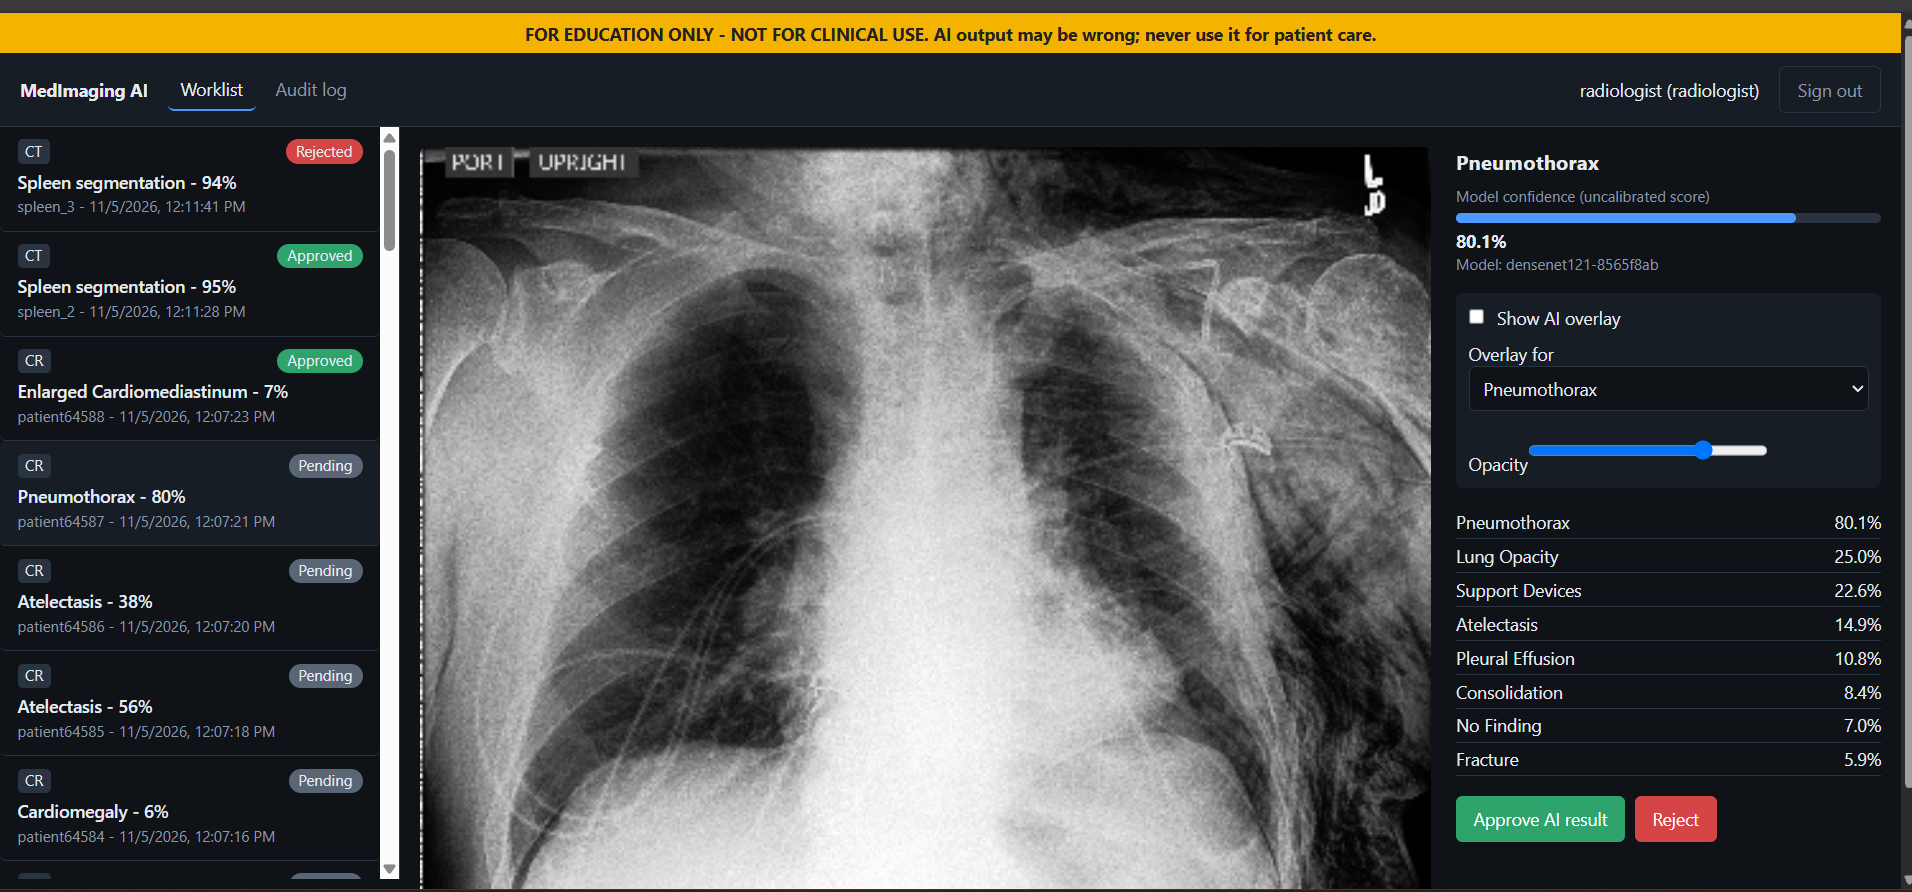 FOR EDUCATION ONLY - NOT FOR CLINICAL USE. AI output may be wrong; never use it for patient care.
MedImaging AI
Worklist
Audit log
radiologist (radiologist)
Sign out
CT
Rejected
Spleen segmentation - 94%
spleen_3 - 11/5/2026, 12:11:41 PM
CT
Approved
Spleen segmentation - 95%
spleen_2 - 11/5/2026, 12:11:28 PM
CR
Approved
Enlarged Cardiomediastinum - 7%
patient64588 - 11/5/2026, 12:07:23 PM
CR
Pending
Pneumothorax - 80%
patient64587 - 11/5/2026, 12:07:21 PM
CR
Pending
Atelectasis - 38%
patient64586 - 11/5/2026, 12:07:20 PM
CR
Pending
Atelectasis - 56%
patient64585 - 11/5/2026, 12:07:18 PM
CR
Pending
Cardiomegaly - 6%
patient64584 - 11/5/2026, 12:07:16 PM
PORT UPRIGHT
L
JD
Pneumothorax
Model confidence (uncalibrated score)
80.1%
Model: densenet121-8565f8ab
Show AI overlay
Overlay for
Pneumothorax
Opacity
Pneumothorax 80.1%
Lung Opacity 25.0%
Support Devices 22.6%
Atelectasis 14.9%
Pleural Effusion 10.8%
Consolidation 8.4%
No Finding 7.0%
Fracture 5.9%
Approve AI result
Reject